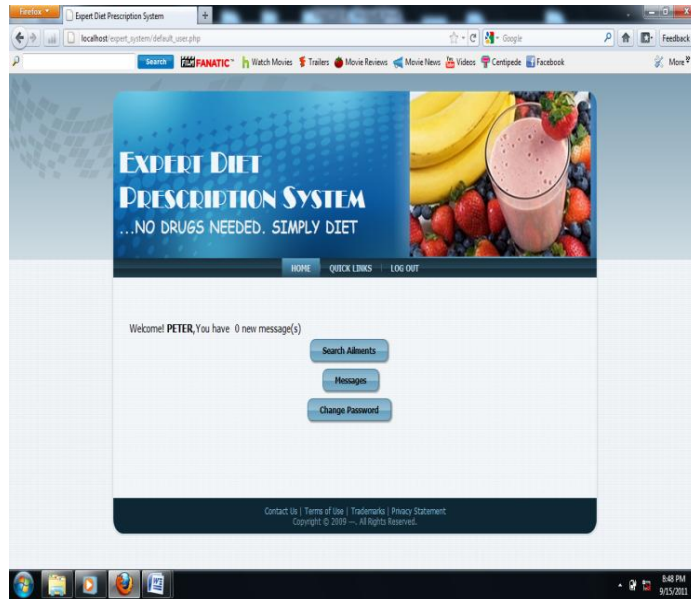 Firefox
Expert Diet Prescription System
localhost/expert_system/default_user.php
Google
Feedback
Search FILM FANATIC™ Watch Movies Trailers Movie Reviews Movie News Videos Centipede Facebook More
EXPERT DIET
PRESCRIPTION SYSTEM
...NO DRUGS NEEDED. SIMPLY DIET
HOME QUICK LINKS LOG OUT
Welcome! PETER,You have 0 new message(s)
Search Ailments
Messages
Change Password
Contact Us | Terms of Use | Trademarks | Privacy Statement
Copyright © 2009 ---. All Rights Reserved.
8:48 PM
9/15/2011